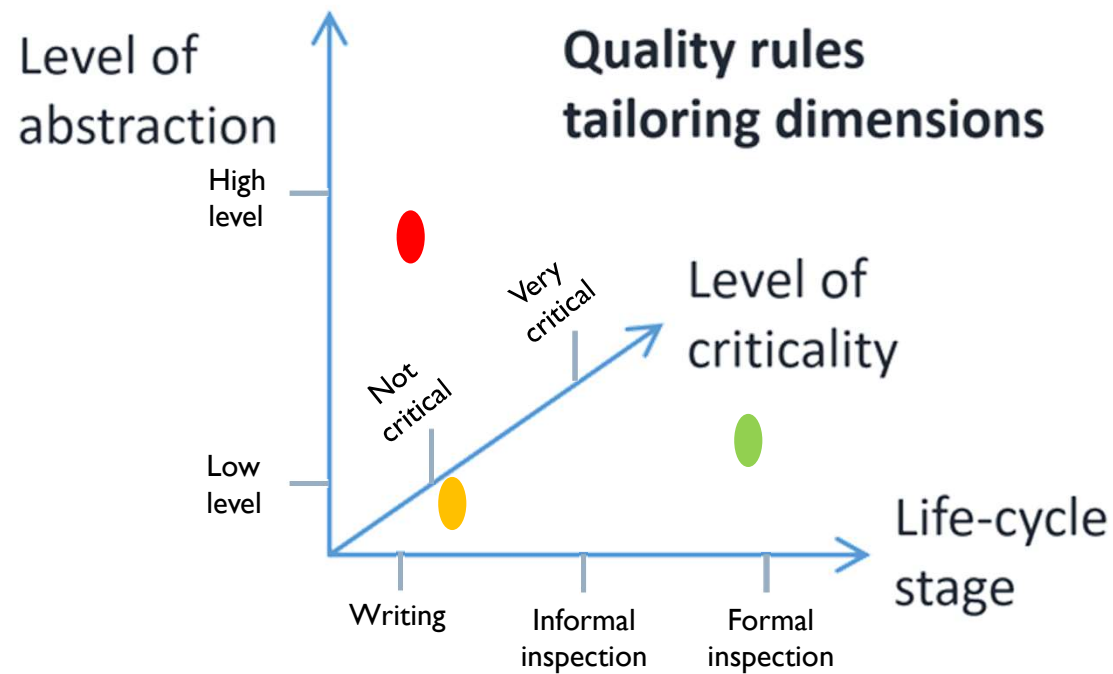 Level of
abstraction
Quality rules
tailoring dimensions
High
level
Very
critical
Level of
criticality
Not
critical
Low
level
Life-cycle
stage
Writing
Informal
inspection
Formal
inspection